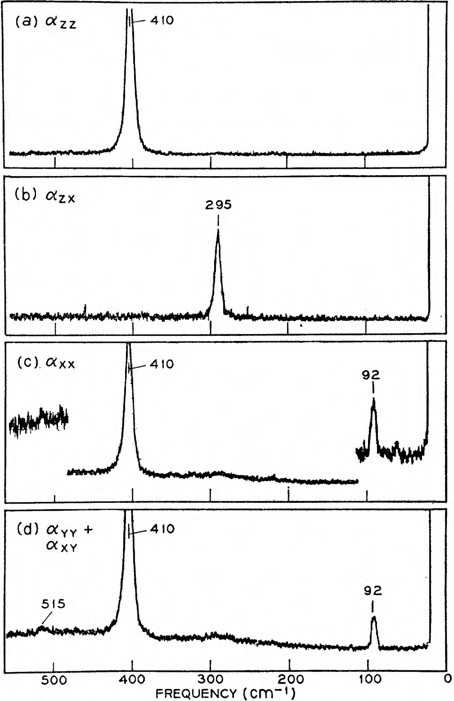 (a) αZZ
410
(b) αZX
295
(c) αXX
410
92
(d) αYY +
αXY
410
515
92
500 400 300 200 100 0
FREQUENCY (cm⁻¹)